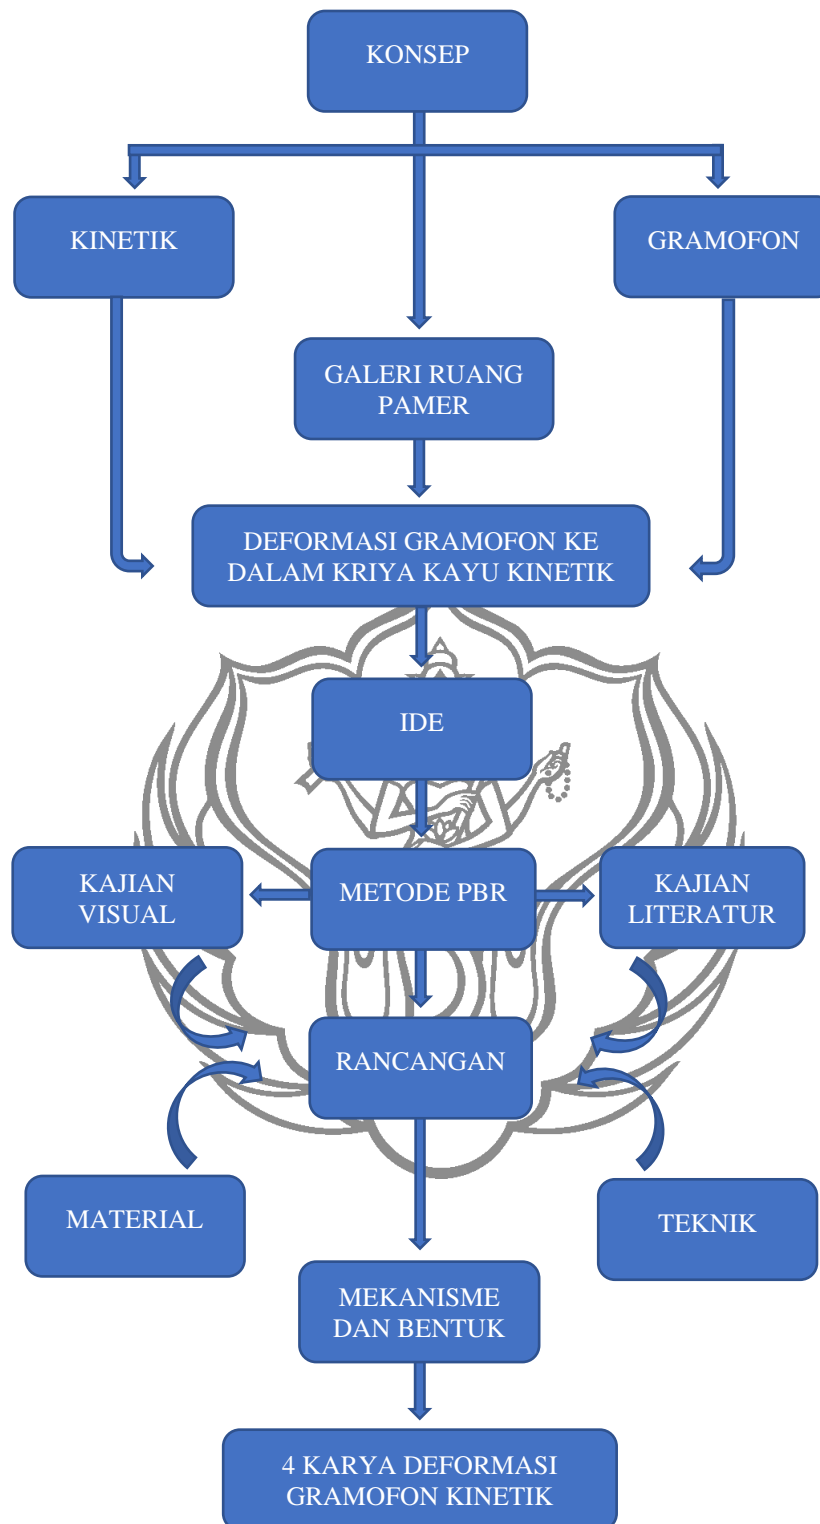 KONSEP
KINETIK
GRAMOFON
GALERI RUANG
PAMER
DEFORMASI GRAMOFON KE
DALAM KRIYA KAYU KINETIK
IDE
KAJIAN
VISUAL
METODE PBR
KAJIAN
LITERATUR
RANCANGAN
MATERIAL
TEKNIK
MEKANISME
DAN BENTUK
4 KARYA DEFORMASI
GRAMOFON KINETIK